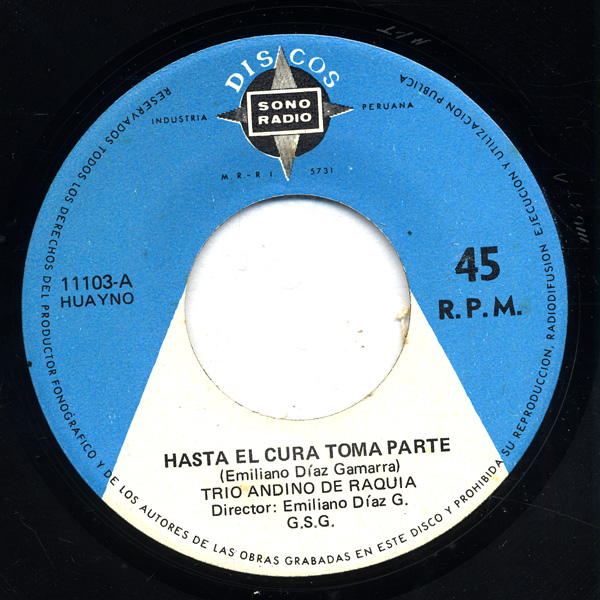 DISCOS
SONO
RADIO
INDUSTRIA
PERUANA
M.R.-R.I. 5731
11103-A
HUAYNO
45
R.P.M.
HASTA EL CURA TOMA PARTE
(Emiliano Díaz Gamarra)
TRIO ANDINO DE RAQUIA
Director: Emiliano Díaz G.
G.S.G.
RESERVADOS TODOS LOS DERECHOS DEL PRODUCTOR FONOGRAFICO Y DE LOS AUTORES DE LAS OBRAS GRABADAS EN ESTE DISCO Y PROHIBIDA SU REPRODUCCION, RADIODIFUSION EJECUCION Y UTILIZACION PUBLICA